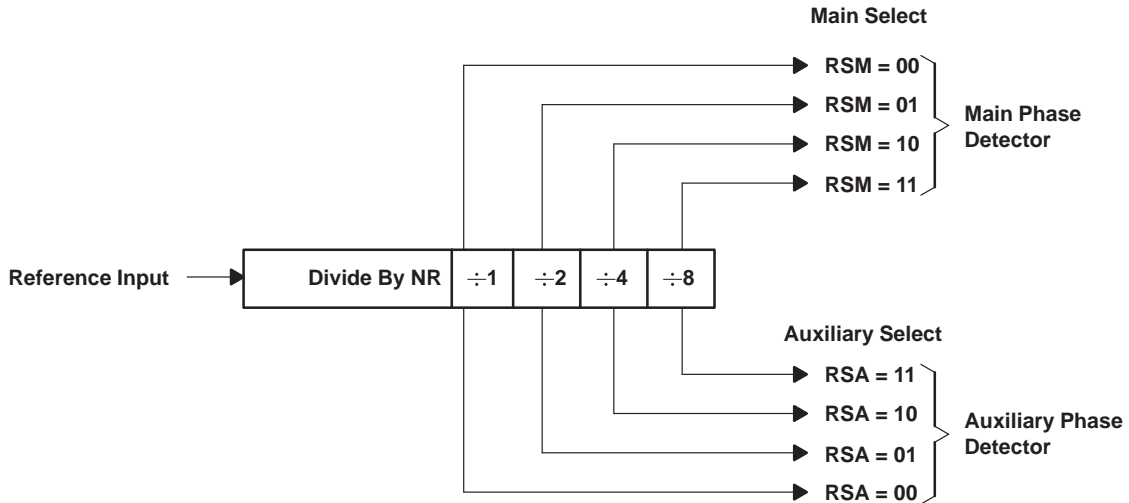 Main Select
RSM = 00
RSM = 01
RSM = 10
RSM = 11
Main Phase
Detector
Reference Input
Divide By NR
÷1
÷2
÷4
÷8
Auxiliary Select
RSA = 11
RSA = 10
RSA = 01
RSA = 00
Auxiliary Phase
Detector